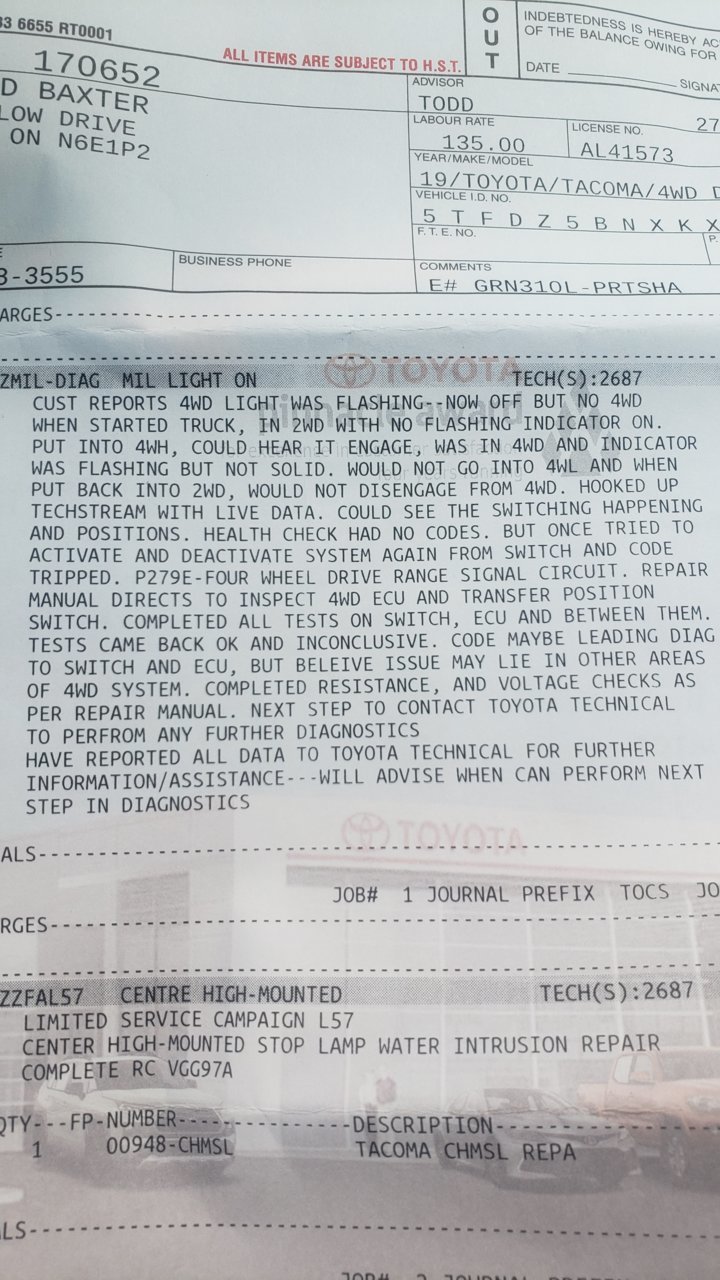 33 6655 RT0001
ALL ITEMS ARE SUBJECT TO H.S.T.
OUT
INDEBTEDNESS IS HEREBY
OF THE BALANCE OWING FOR
DATE
170652
D BAXTER
LOW DRIVE
ON N6E1P2
ADVISOR
TODD
LABOUR RATE
135.00
LICENSE NO.
AL41573
27
YEAR/MAKE/MODEL
19/TOYOTA/TACOMA/4WD D
VEHICLE I.D. NO.
5 T F D Z 5 B N X K X
F. T. E. NO.
3-3555
BUSINESS PHONE
COMMENTS
E# GRN310L-PRTSHA
ARGES
TOYOTA
pinnacle award
ZMIL-DIAG MIL LIGHT ON TECH(S):2687
CUST REPORTS 4WD LIGHT WAS FLASHING--NOW OFF BUT NO 4WD
WHEN STARTED TRUCK, IN 2WD WITH NO FLASHING INDICATOR ON.
PUT INTO 4WH, COULD HEAR IT ENGAGE, WAS IN 4WD AND INDICATOR
WAS FLASHING BUT NOT SOLID. WOULD NOT GO INTO 4WL AND WHEN
PUT BACK INTO 2WD, WOULD NOT DISENGAGE FROM 4WD. HOOKED UP
TECHSTREAM WITH LIVE DATA. COULD SEE THE SWITCHING HAPPENING
AND POSITIONS. HEALTH CHECK HAD NO CODES. BUT ONCE TRIED TO
ACTIVATE AND DEACTIVATE SYSTEM AGAIN FROM SWITCH AND CODE
TRIPPED. P279E-FOUR WHEEL DRIVE RANGE SIGNAL CIRCUIT. REPAIR
MANUAL DIRECTS TO INSPECT 4WD ECU AND TRANSFER POSITION
SWITCH. COMPLETED ALL TESTS ON SWITCH, ECU AND BETWEEN THEM.
TESTS CAME BACK OK AND INCONCLUSIVE. CODE MAYBE LEADING DIAG
TO SWITCH AND ECU, BUT BELEIVE ISSUE MAY LIE IN OTHER AREAS
OF 4WD SYSTEM. COMPLETED RESISTANCE, AND VOLTAGE CHECKS AS
PER REPAIR MANUAL. NEXT STEP TO CONTACT TOYOTA TECHNICAL
TO PERFROM ANY FURTHER DIAGNOSTICS
HAVE REPORTED ALL DATA TO TOYOTA TECHNICAL FOR FURTHER
INFORMATION/ASSISTANCE---WILL ADVISE WHEN CAN PERFORM NEXT
STEP IN DIAGNOSTICS
TOYOTA
ALS
JOB# 1 JOURNAL PREFIX TOCS JO
RGES
ZZFAL57 CENTRE HIGH-MOUNTED TECH(S):2687
LIMITED SERVICE CAMPAIGN L57
CENTER HIGH-MOUNTED STOP LAMP WATER INTRUSION REPAIR
COMPLETE RC VGG97A
QTY---FP-NUMBER---------------DESCRIPTION
1 00948-CHMSL TACOMA CHMSL REPA
LS